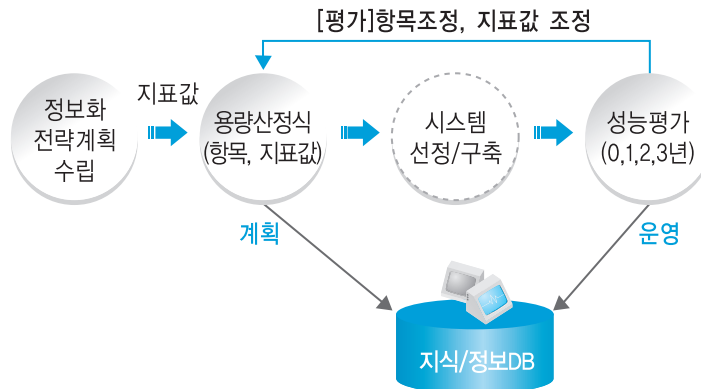 [평가]항목조정, 지표값 조정
정보화
전략계획
수립
지표값
용량산정식
(항목, 지표값)
시스템
선정/구축
성능평가
(0,1,2,3년)
계획
운영
지식/정보DB